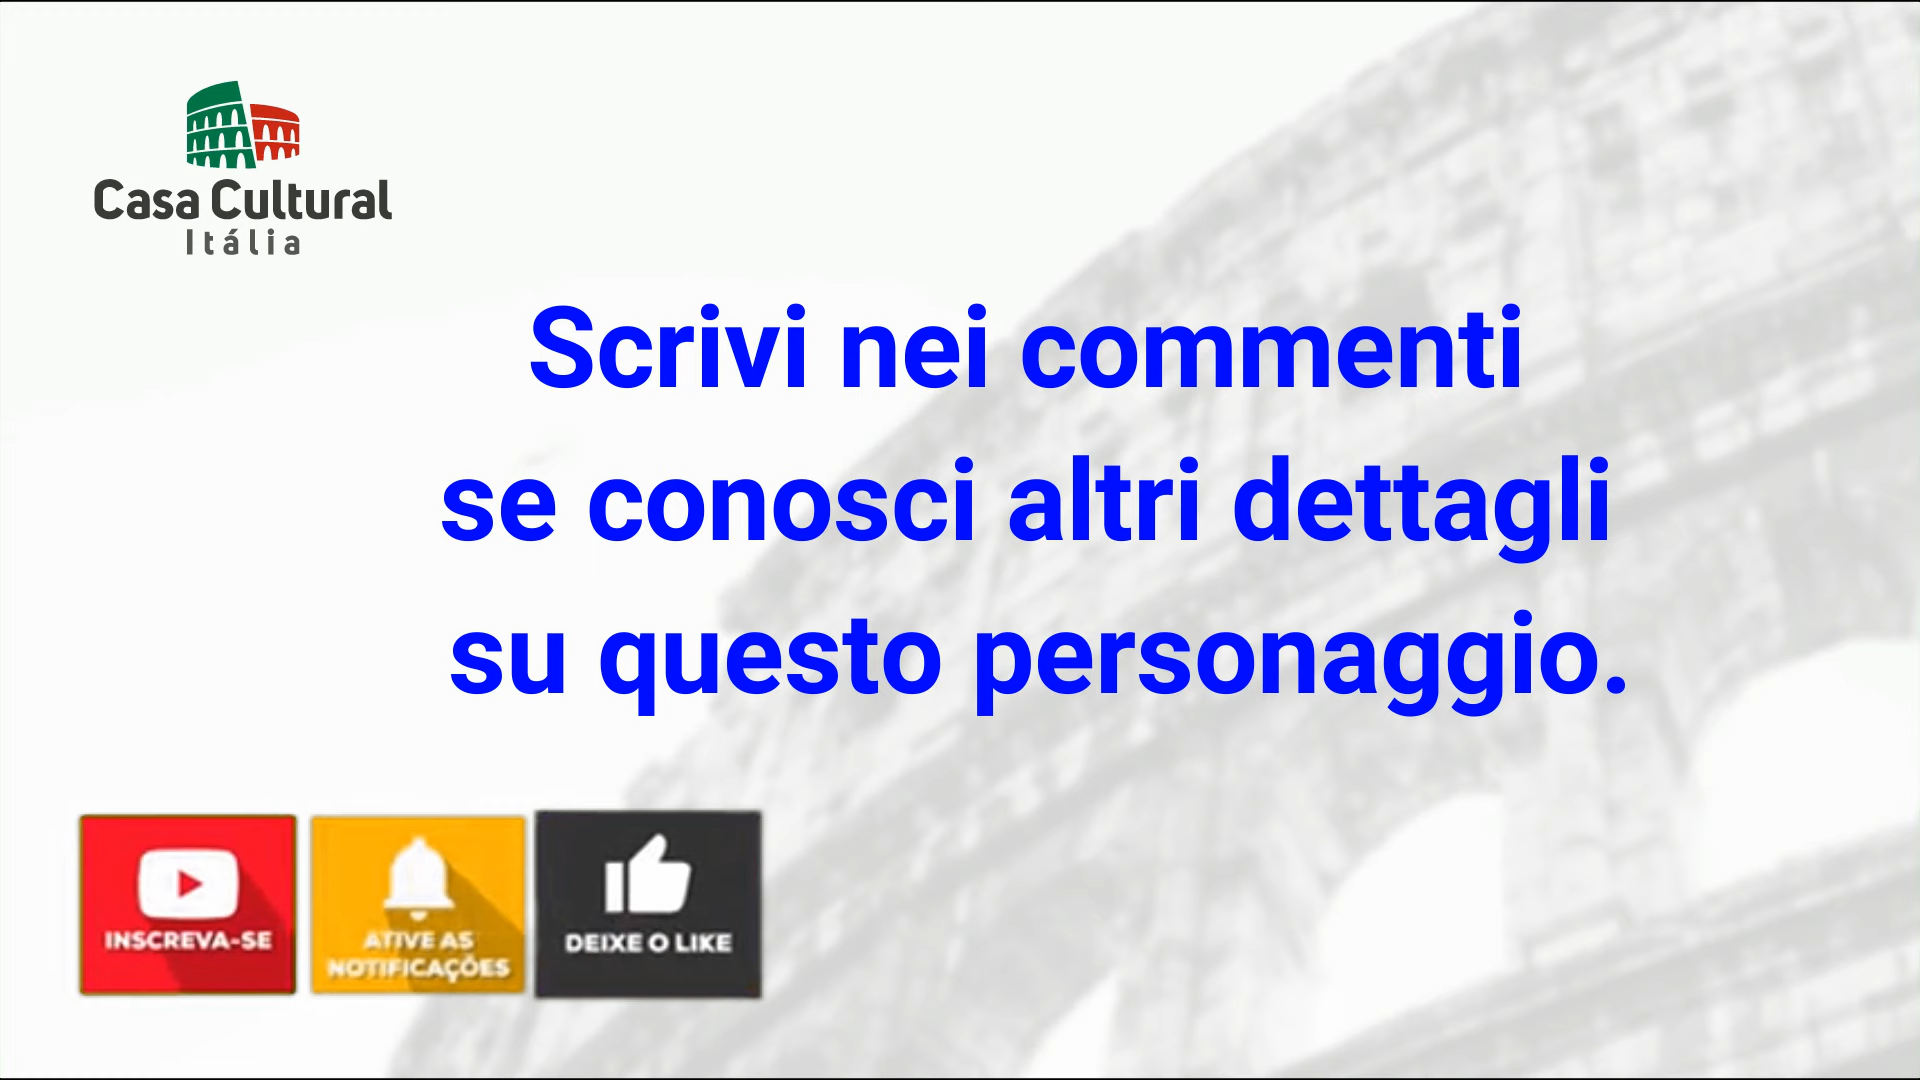 Casa Cultural
Itália
Scrivi nei commenti
se conosci altri dettagli
su questo personaggio.
INSCREVA-SE
ATIVE AS
NOTIFICAÇÕES
DEIXE O LIKE